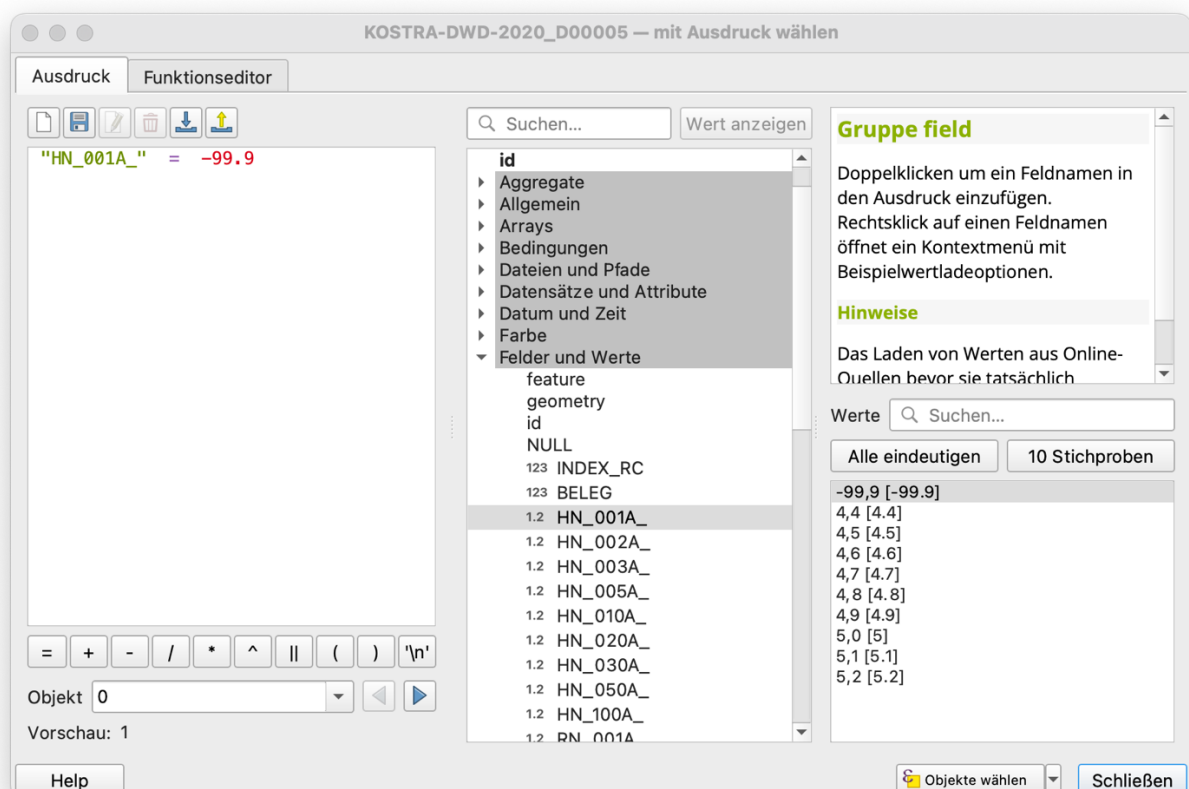 KOSTRA-DWD-2020_D00005 — mit Ausdruck wählen
Ausdruck
Funktionseditor
"HN_001A_" = -99.9
= + - / * ^ || ( ) '\n'
Objekt 0
Vorschau: 1
Help
Suchen...
Wert anzeigen
id
Aggregate
Allgemein
Arrays
Bedingungen
Dateien und Pfade
Datensätze und Attribute
Datum und Zeit
Farbe
Felder und Werte
feature
geometry
id
NULL
123 INDEX_RC
123 BELEG
1.2 HN_001A_
1.2 HN_002A_
1.2 HN_003A_
1.2 HN_005A_
1.2 HN_010A_
1.2 HN_020A_
1.2 HN_030A_
1.2 HN_050A_
1.2 HN_100A_
1.2 RN_001A
Gruppe field
Doppelklicken um ein Feldnamen in
den Ausdruck einzufügen.
Rechtsklick auf einen Feldnamen
öffnet ein Kontextmenü mit
Beispielwertladeoptionen.
Hinweise
Das Laden von Werten aus Online-
Quellen bevor sie tatsächlich
Werte Suchen...
Alle eindeutigen
10 Stichproben
-99,9 [-99.9]
4,4 [4.4]
4,5 [4.5]
4,6 [4.6]
4,7 [4.7]
4,8 [4.8]
4,9 [4.9]
5,0 [5]
5,1 [5.1]
5,2 [5.2]
ε Objekte wählen
Schließen